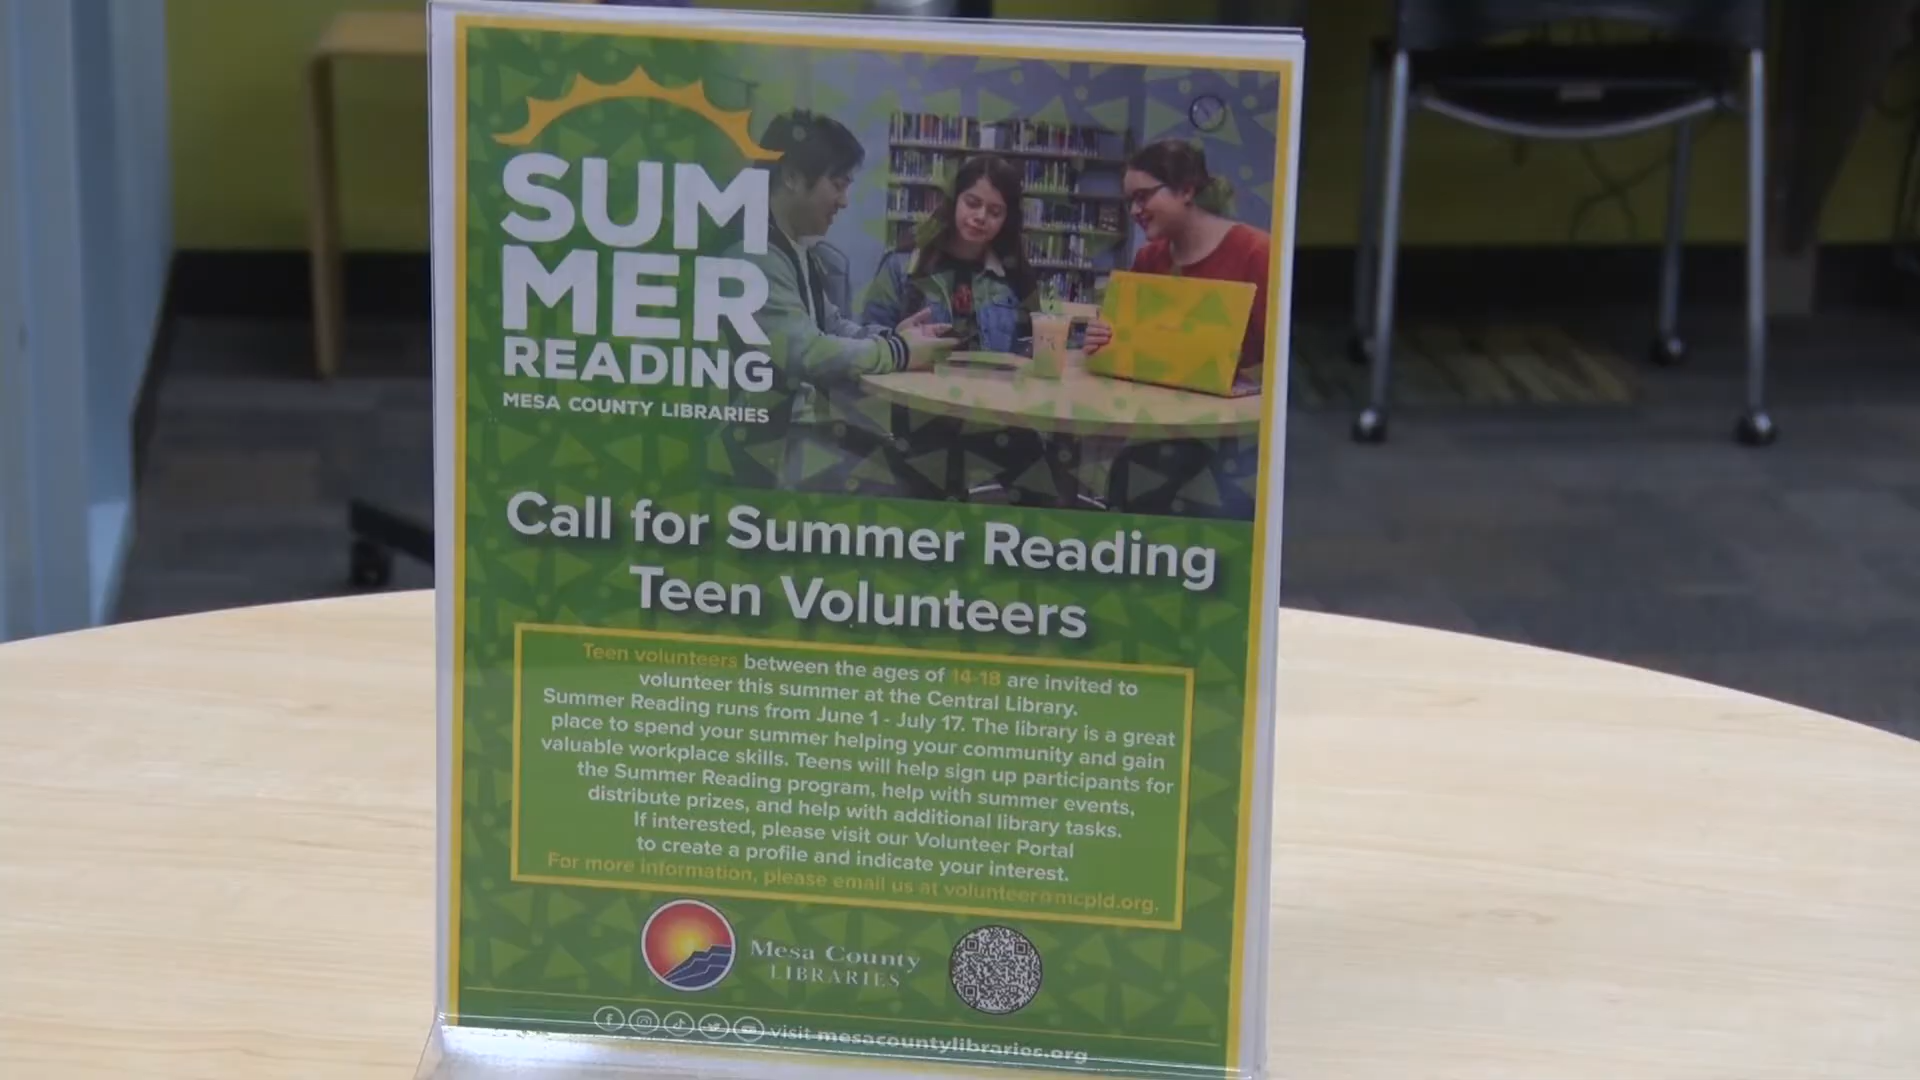 SUM
MER
READING
MESA COUNTY LIBRARIES
Call for Summer Reading
Teen Volunteers
Teen volunteers between the ages of 14-18 are invited to
volunteer this summer at the Central Library.
Summer Reading runs from June 1 - July 17. The library is a great
place to spend your summer helping your community and gain
valuable workplace skills. Teens will help sign up participants for
the Summer Reading program, help with summer events,
distribute prizes, and help with additional library tasks.
If interested, please visit our Volunteer Portal
to create a profile and indicate your interest.
For more information, please email us at volunteer@mcpld.org.
Mesa County
LIBRARIES
visit mesacountylibraries.org